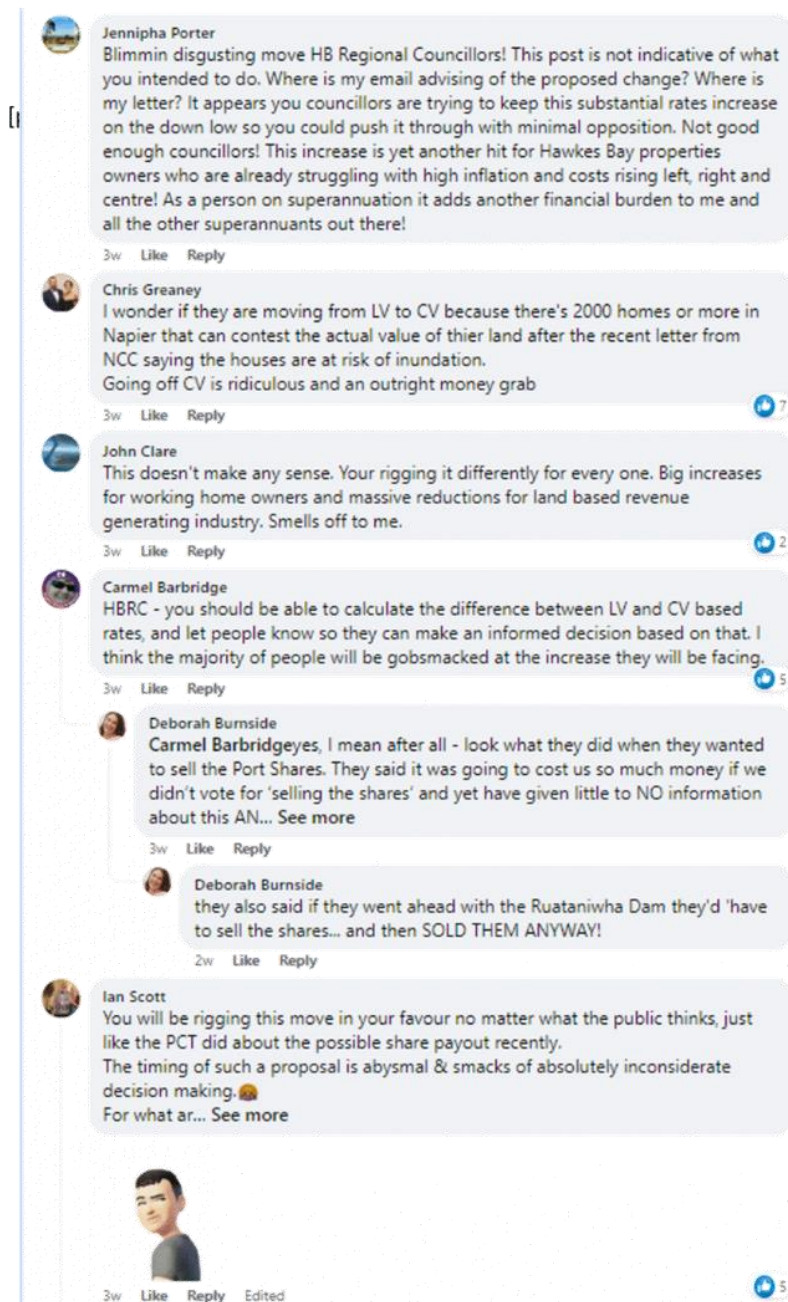 Jennipha Porter
Blimmin disgusting move HB Regional Councillors! This post is not indicative of what
you intended to do. Where is my email advising of the proposed change? Where is
my letter? It appears you councillors are trying to keep this substantial rates increase
on the down low so you could push it through with minimal opposition. Not good
enough councillors! This increase is yet another hit for Hawkes Bay properties
owners who are already struggling with high inflation and costs rising left, right and
centre! As a person on superannuation it adds another financial burden to me and
all the other superannuants out there!
3w Like Reply
Chris Greaney
I wonder if they are moving from LV to CV because there's 2000 homes or more in
Napier that can contest the actual value of thier land after the recent letter from
NCC saying the houses are at risk of inundation.
Going off CV is ridiculous and an outright money grab
7
3w Like Reply
John Clare
This doesn't make any sense. Your rigging it differently for every one. Big increases
for working home owners and massive reductions for land based revenue
generating industry. Smells off to me.
2
3w Like Reply
Carmel Barbridge
HBRC - you should be able to calculate the difference between LV and CV based
rates, and let people know so they can make an informed decision based on that. I
think the majority of people will be gobsmacked at the increase they will be facing.
5
3w Like Reply
Deborah Burnside
Carmel Barbridgeyes, I mean after all - look what they did when they wanted
to sell the Port Shares. They said it was going to cost us so much money if we
didn't vote for 'selling the shares' and yet have given little to NO information
about this AN... See more
3w Like Reply
Deborah Burnside
they also said if they went ahead with the Ruataniwha Dam they'd 'have
to sell the shares... and then SOLD THEM ANYWAY!
2w Like Reply
Ian Scott
You will be rigging this move in your favour no matter what the public thinks, just
like the PCT did about the possible share payout recently.
The timing of such a proposal is abysmal & smacks of absolutely inconsiderate
decision making.
For what ar... See more
5
3w Like Reply Edited